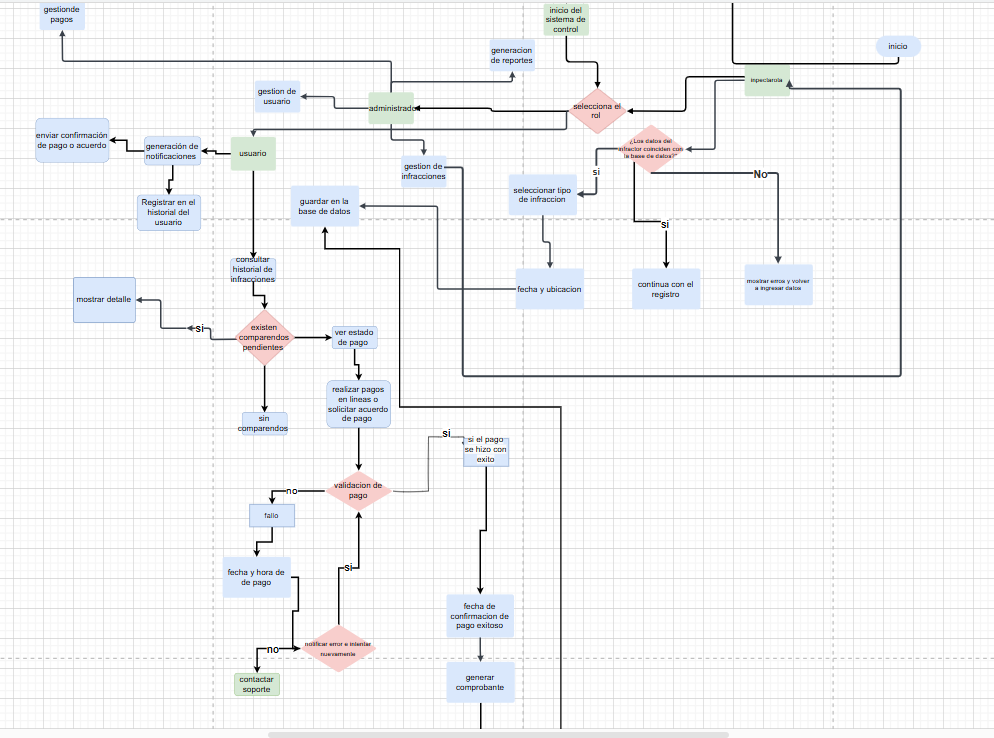 gestionde
pagos
inicio del
sistema de
control
inicio
generacion
de reportes
inpectarota
gestion de
usuario
administrado
selecciona el
rol
enviar confirmación
de pago o acuerdo
generación de
notificaciones
usuario
¿Los datos del
infractor coinciden con
la base de datos?
gestion de
infracciones
si
No
seleccionar tipo
de infraccion
Registrar en el
historial del
usuario
guardar en la
base de datos
si
consultar
historial de
infracciones
fecha y ubicacion
continua con el
registro
mostrar erros y volver
a ingresar datos
mostrar detalle
si
existen
comparendos
pendientes
ver estado
de pago
realizar pagos
en lineas o
solicitar acuerdo
de pago
sin
comparendos
si
si el pago
se hizo con
exito
validacion de
pago
no
fallo
fecha y hora de
de pago
si
fecha de
confirmacion de
pago exitoso
notificar error e intentar
nuevamente
no
contactar
soporte
generar
comprobante